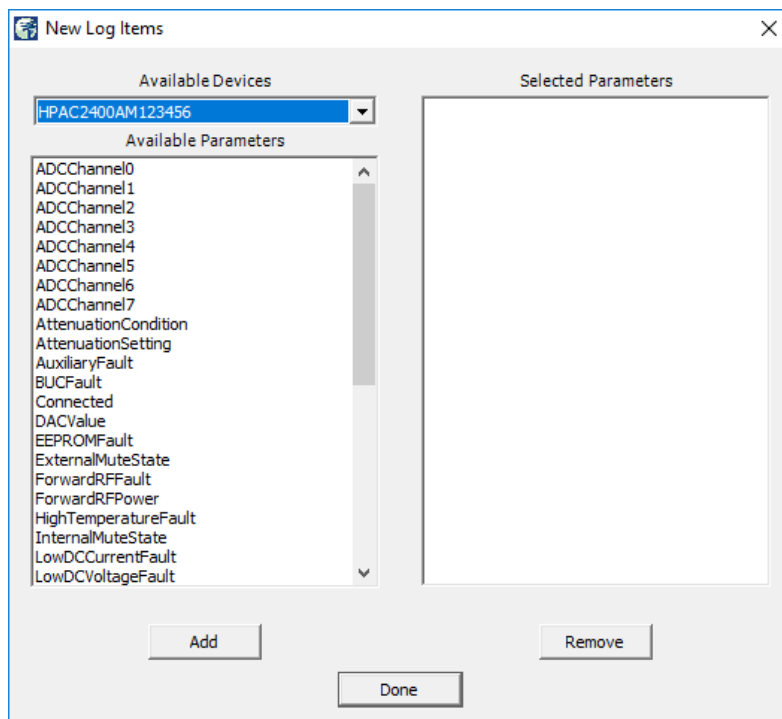 New Log Items
Available Devices
HPAC2400AM123456
Available Parameters
ADCChannel0
ADCChannel1
ADCChannel2
ADCChannel3
ADCChannel4
ADCChannel5
ADCChannel6
ADCChannel7
AttenuationCondition
AttenuationSetting
AuxiliaryFault
BUCFault
Connected
DACValue
EEPROMFault
ExternalMuteState
ForwardRFFault
ForwardRFPower
HighTemperatureFault
InternalMuteState
LowDCCurrentFault
LowDCVoltageFault
Add
Selected Parameters
Remove
Done